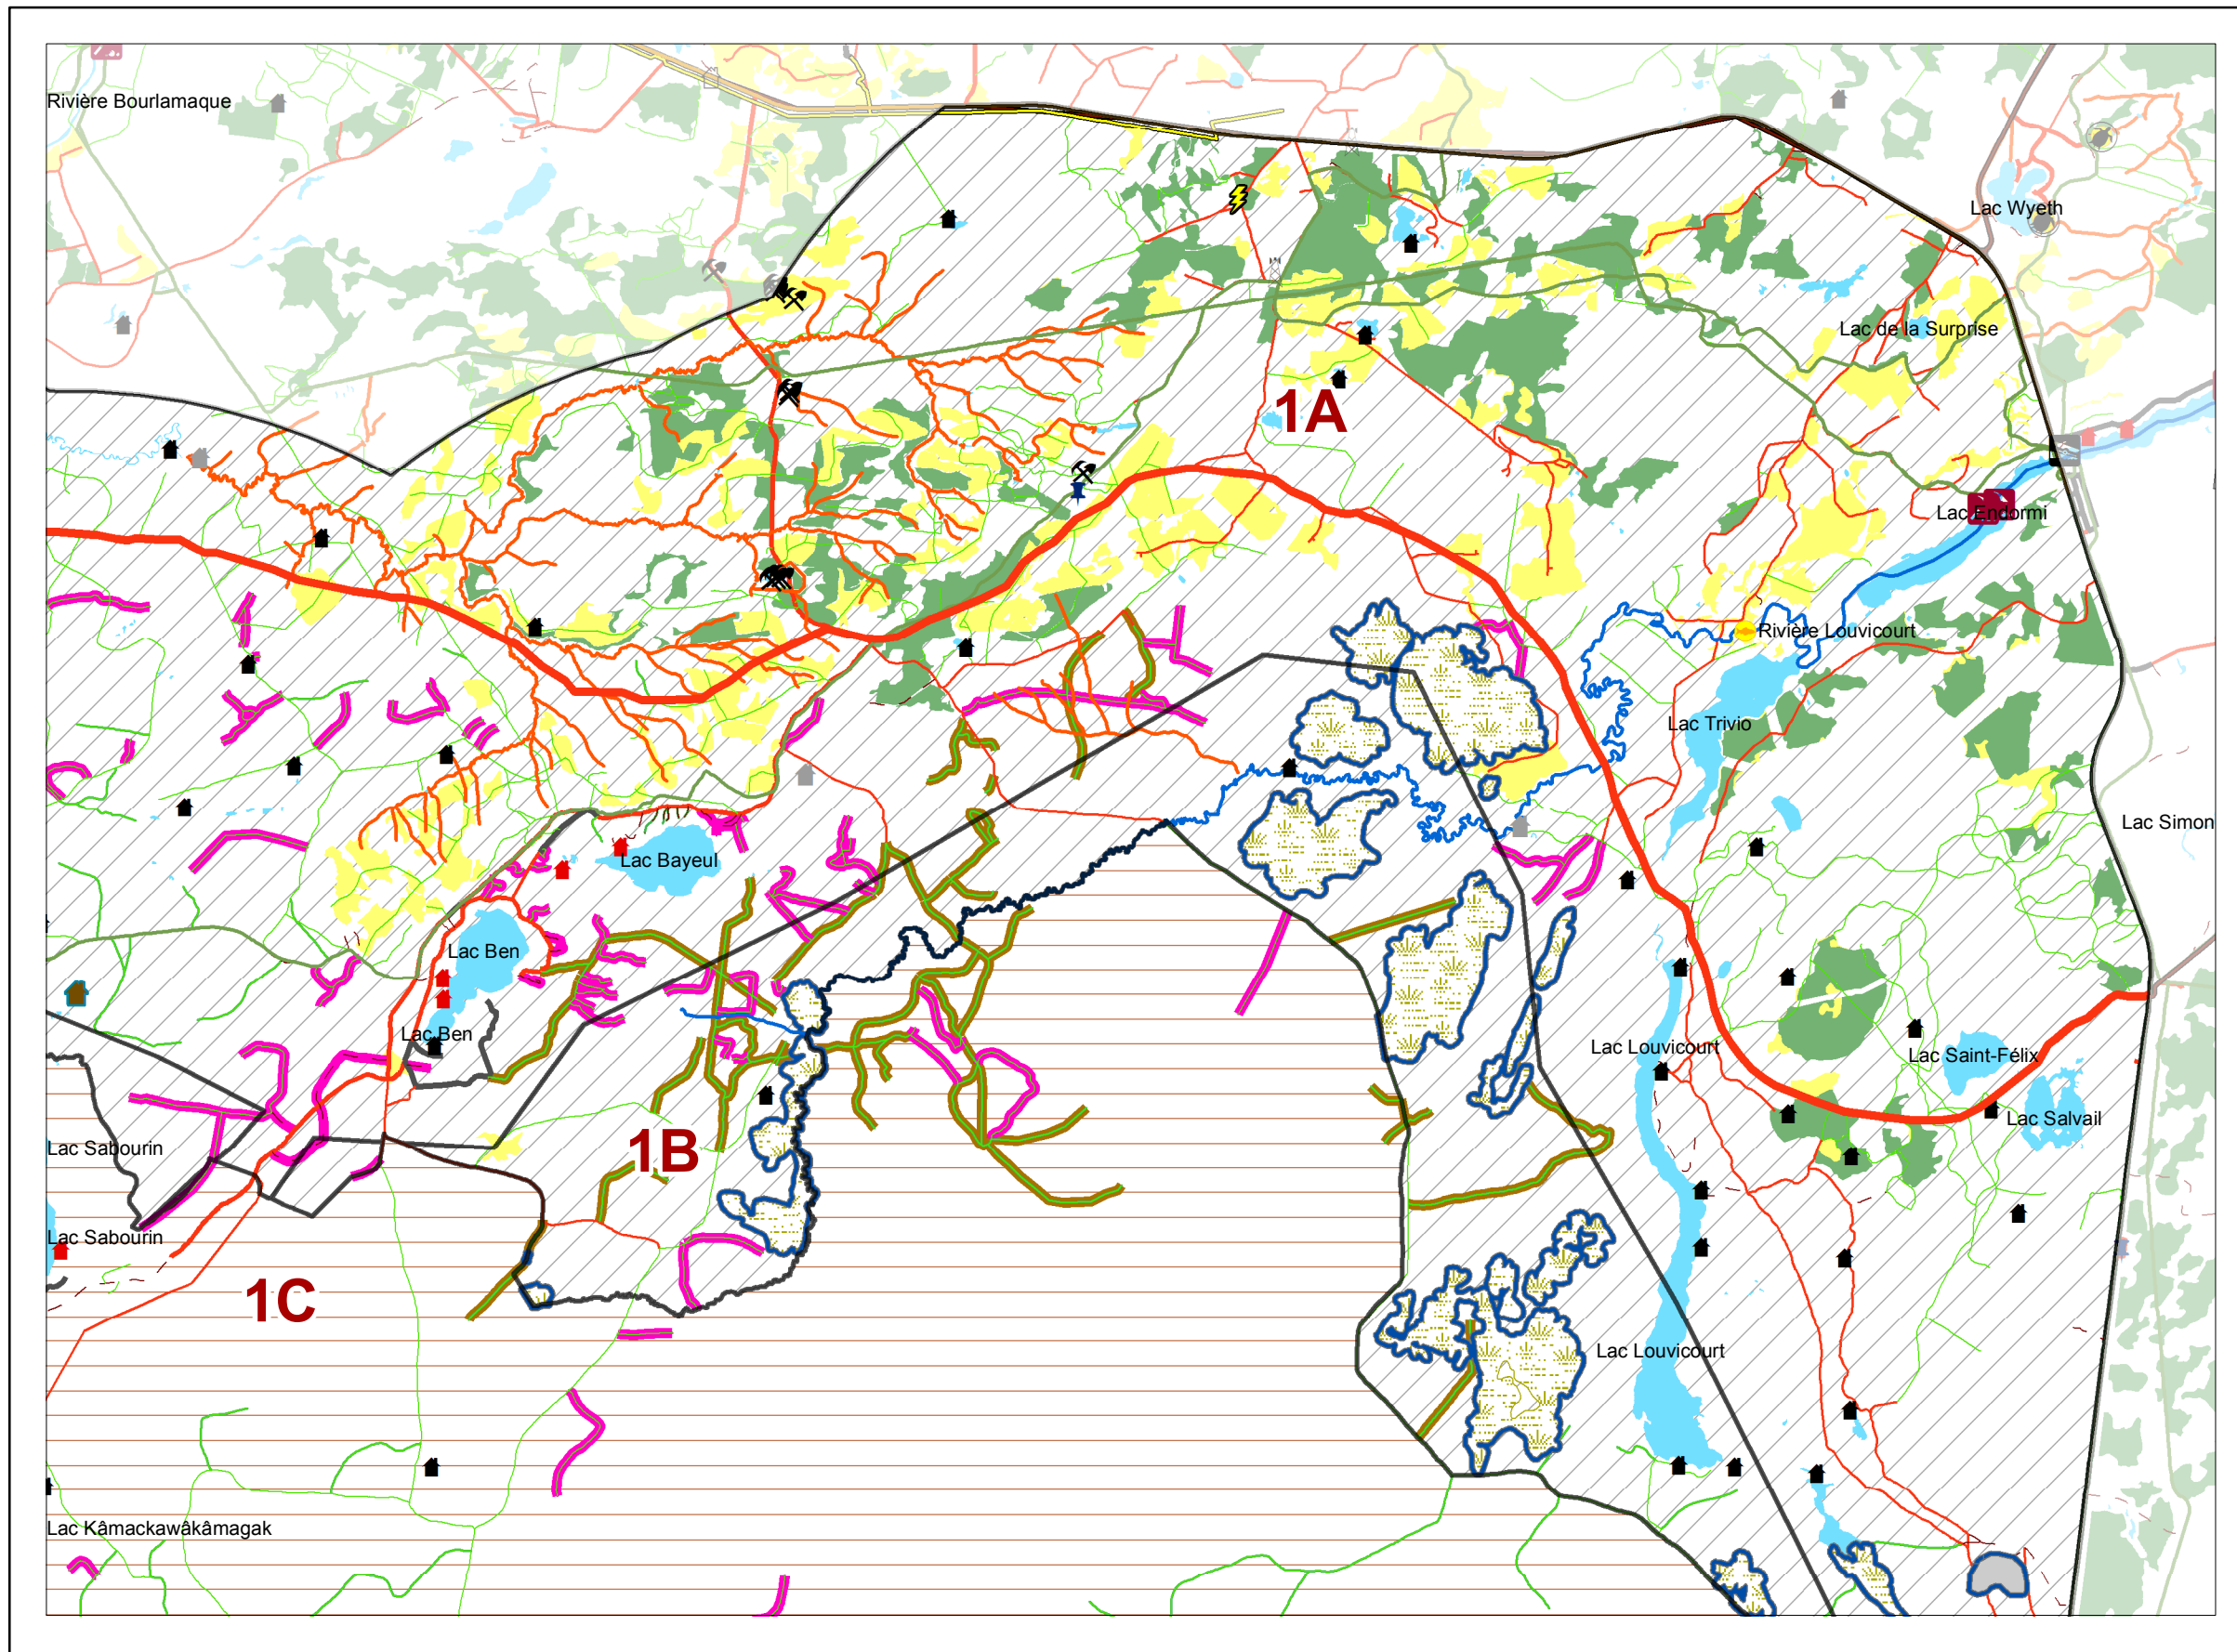 Rivière Bourlamaque
Lac Wyeth
Lac de la Surprise
1A
Lac Endormi
Rivière Louvicourt
Lac Trivio
Lac Simon
Lac Bayeul
Lac Ben
Lac Ben
Lac Louvicourt
Lac Saint-Félix
Lac Salvail
Lac Sabourin
1B
Lac Sabourin
1C
Lac Louvicourt
Lac Kâmackawâkâmagak